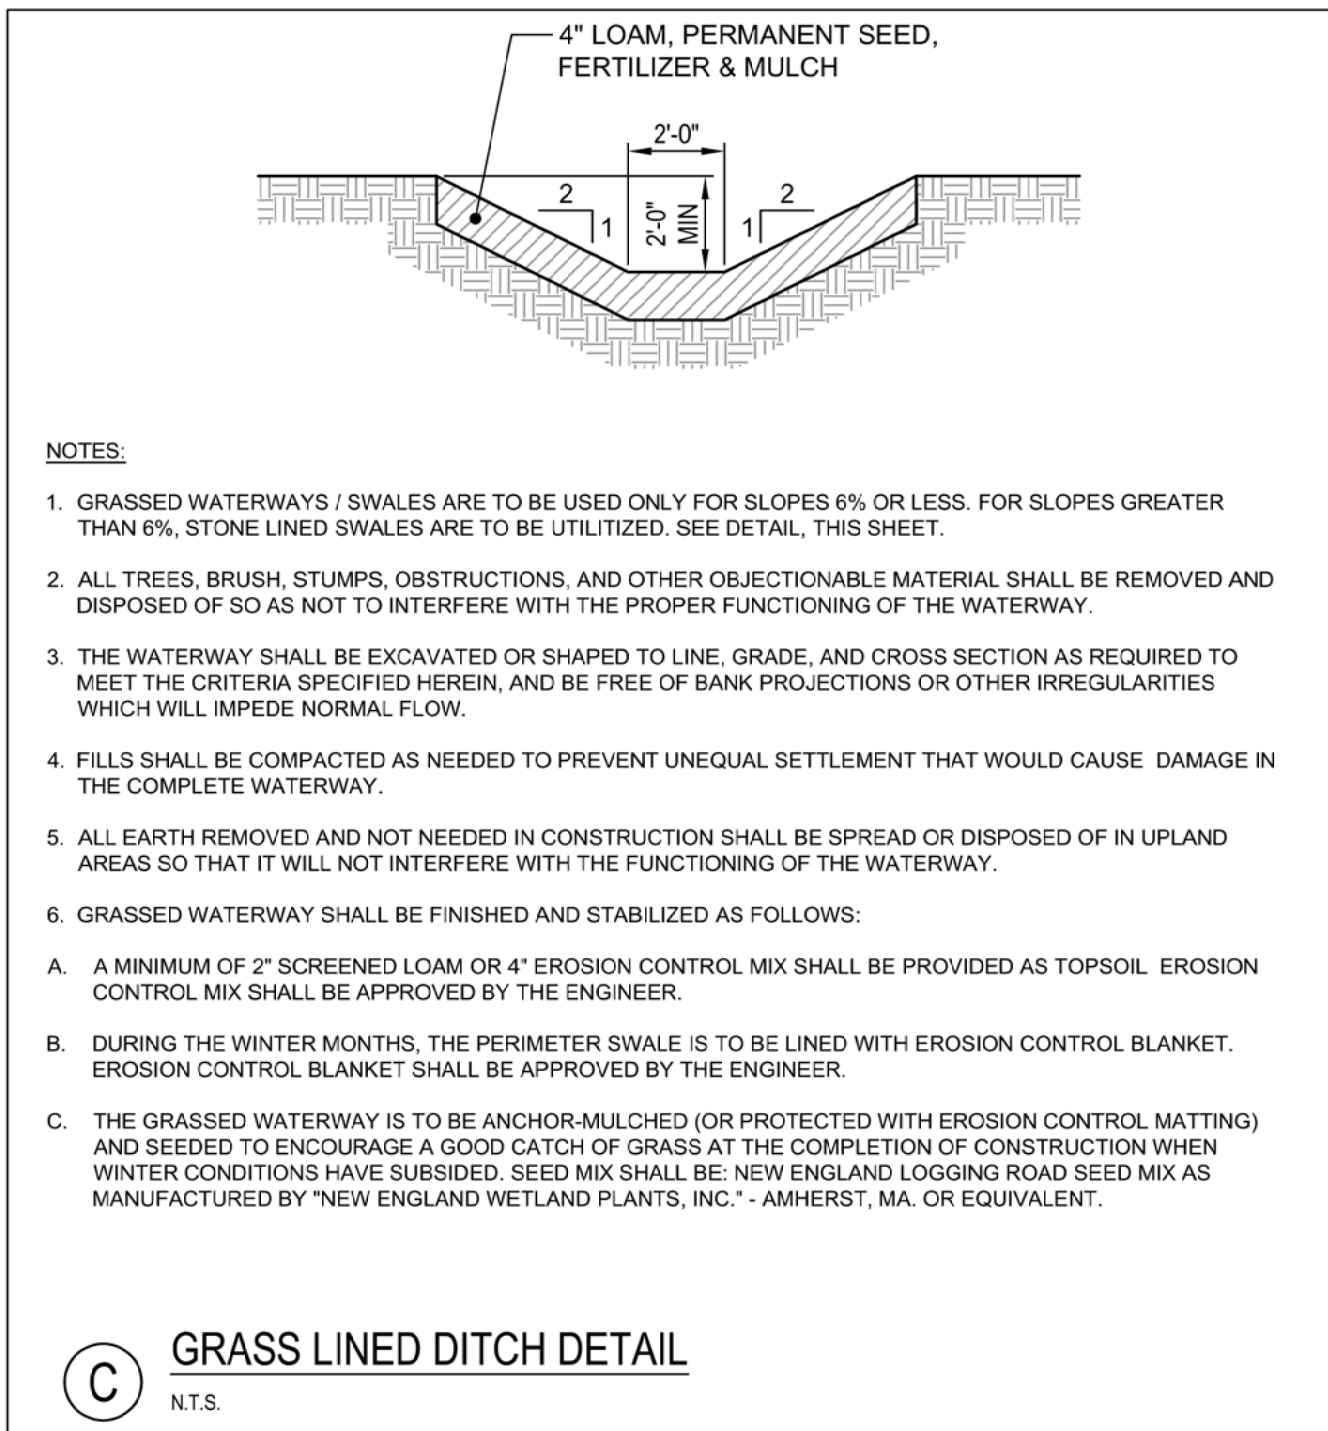 4" LOAM, PERMANENT SEED,
FERTILIZER & MULCH
2'-0"
2
1
2'-0"
MIN
1
2
NOTES:
1. GRASSED WATERWAYS / SWALES ARE TO BE USED ONLY FOR SLOPES 6% OR LESS. FOR SLOPES GREATER
THAN 6%, STONE LINED SWALES ARE TO BE UTILITIZED. SEE DETAIL, THIS SHEET.
2. ALL TREES, BRUSH, STUMPS, OBSTRUCTIONS, AND OTHER OBJECTIONABLE MATERIAL SHALL BE REMOVED AND
DISPOSED OF SO AS NOT TO INTERFERE WITH THE PROPER FUNCTIONING OF THE WATERWAY.
3. THE WATERWAY SHALL BE EXCAVATED OR SHAPED TO LINE, GRADE, AND CROSS SECTION AS REQUIRED TO
MEET THE CRITERIA SPECIFIED HEREIN, AND BE FREE OF BANK PROJECTIONS OR OTHER IRREGULARITIES
WHICH WILL IMPEDE NORMAL FLOW.
4. FILLS SHALL BE COMPACTED AS NEEDED TO PREVENT UNEQUAL SETTLEMENT THAT WOULD CAUSE DAMAGE IN
THE COMPLETE WATERWAY.
5. ALL EARTH REMOVED AND NOT NEEDED IN CONSTRUCTION SHALL BE SPREAD OR DISPOSED OF IN UPLAND
AREAS SO THAT IT WILL NOT INTERFERE WITH THE FUNCTIONING OF THE WATERWAY.
6. GRASSED WATERWAY SHALL BE FINISHED AND STABILIZED AS FOLLOWS:
A. A MINIMUM OF 2" SCREENED LOAM OR 4" EROSION CONTROL MIX SHALL BE PROVIDED AS TOPSOIL EROSION
CONTROL MIX SHALL BE APPROVED BY THE ENGINEER.
B. DURING THE WINTER MONTHS, THE PERIMETER SWALE IS TO BE LINED WITH EROSION CONTROL BLANKET.
EROSION CONTROL BLANKET SHALL BE APPROVED BY THE ENGINEER.
C. THE GRASSED WATERWAY IS TO BE ANCHOR-MULCHED (OR PROTECTED WITH EROSION CONTROL MATTING)
AND SEEDED TO ENCOURAGE A GOOD CATCH OF GRASS AT THE COMPLETION OF CONSTRUCTION WHEN
WINTER CONDITIONS HAVE SUBSIDED. SEED MIX SHALL BE: NEW ENGLAND LOGGING ROAD SEED MIX AS
MANUFACTURED BY "NEW ENGLAND WETLAND PLANTS, INC." - AMHERST, MA. OR EQUIVALENT.
C
GRASS LINED DITCH DETAIL
N.T.S.